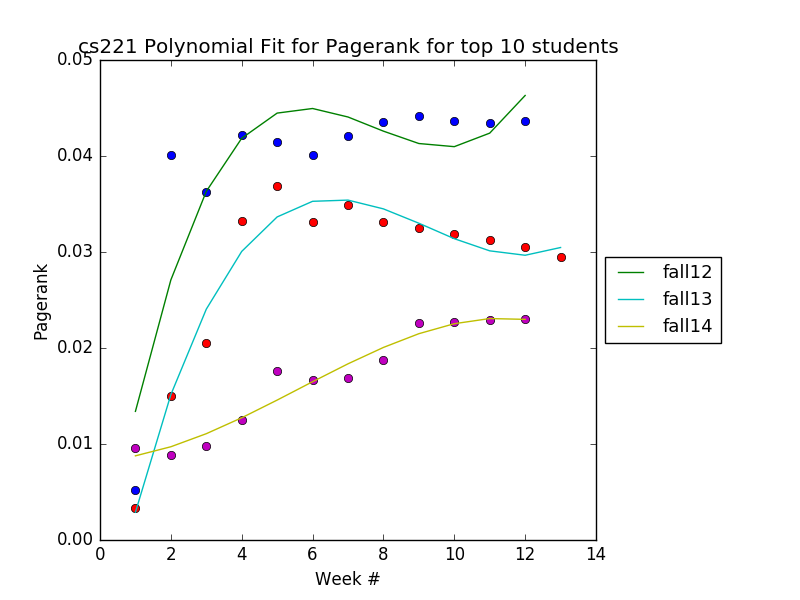 cs221 Polynomial Fit for Pagerank for top 10 students
0.05
0.04
0.03
0.02
0.01
0.00
Pagerank
0 2 4 6 8 10 12 14
Week #
fall12
fall13
fall14